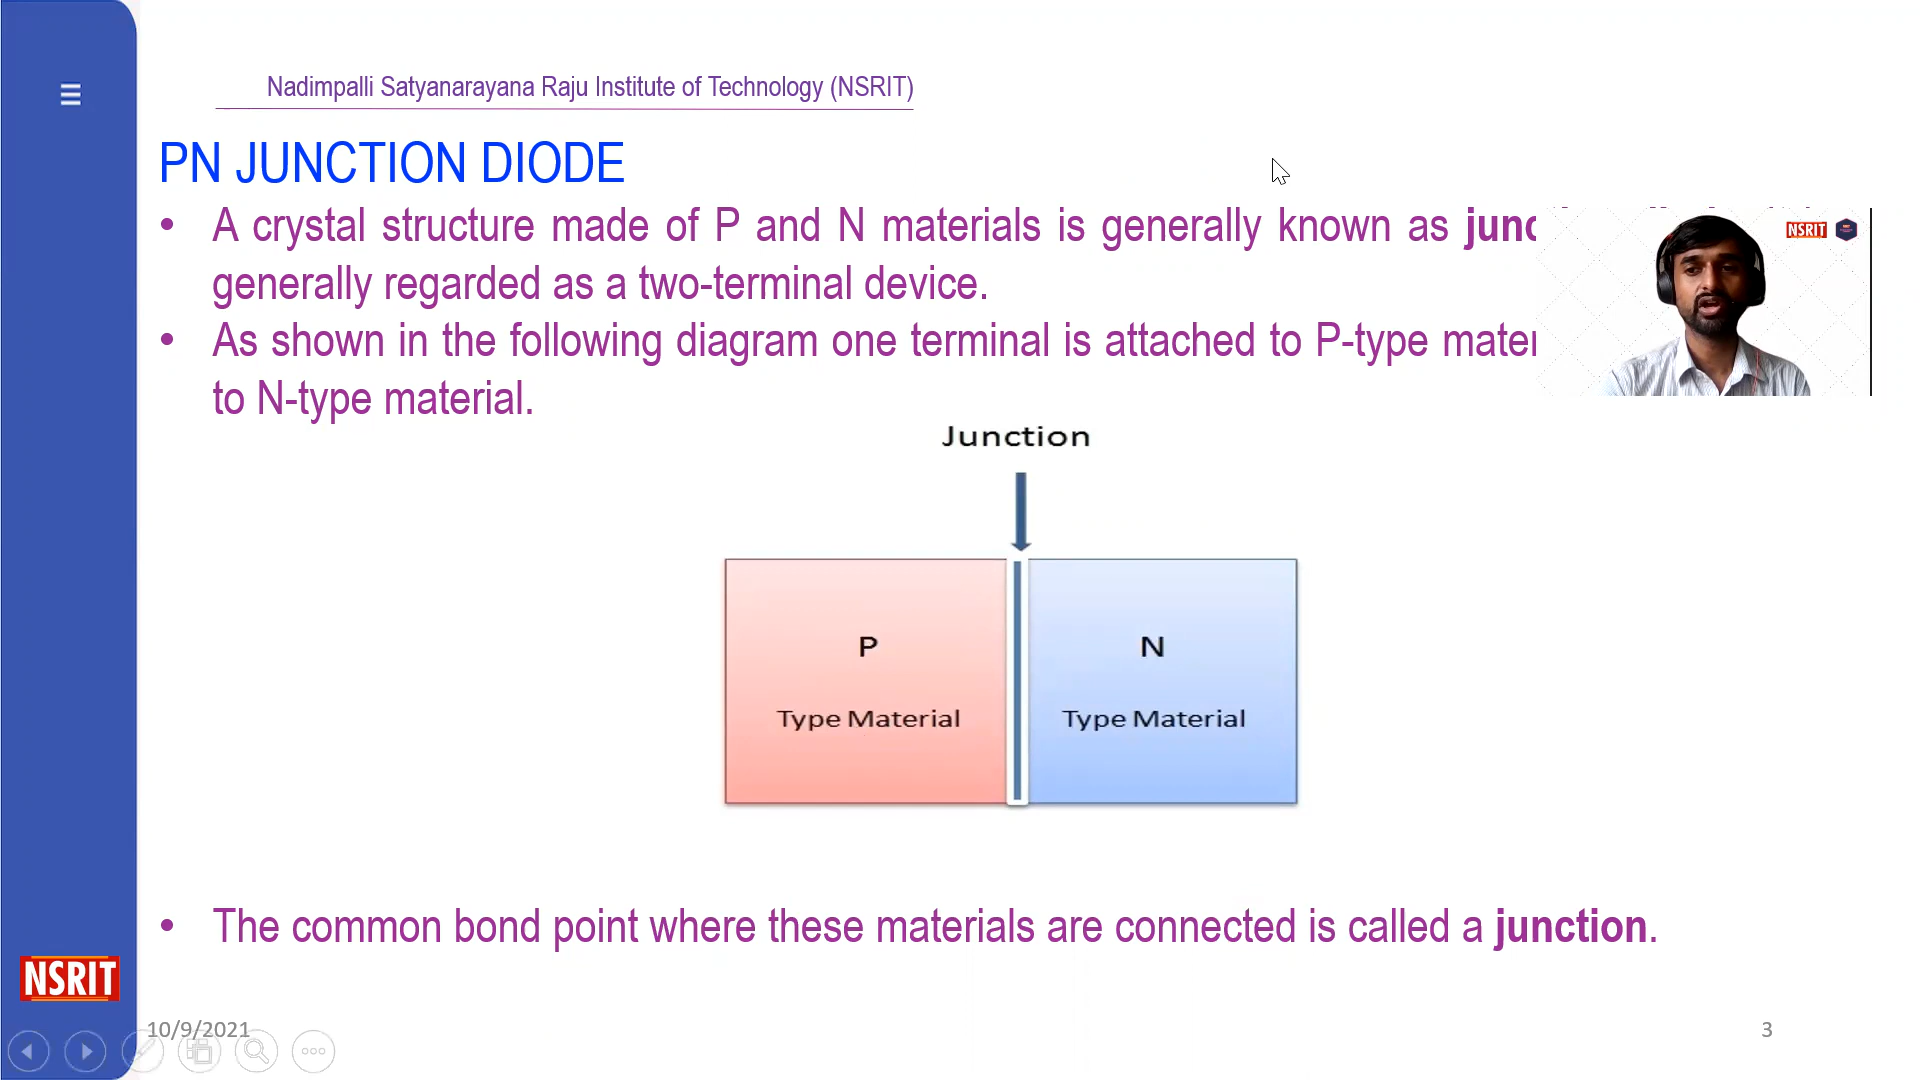 Nadimpalli Satyanarayana Raju Institute of Technology (NSRIT)
PN JUNCTION DIODE
• A crystal structure made of P and N materials is generally known as
generally regarded as a two-terminal device.
NSRIT
• As shown in the following diagram one terminal is attached to P-type
to N-type material.
Junction
P
N
Type Material
Type Material
• The common bond point where these materials are connected is called a junction.
NSRIT
10/9/2021
3